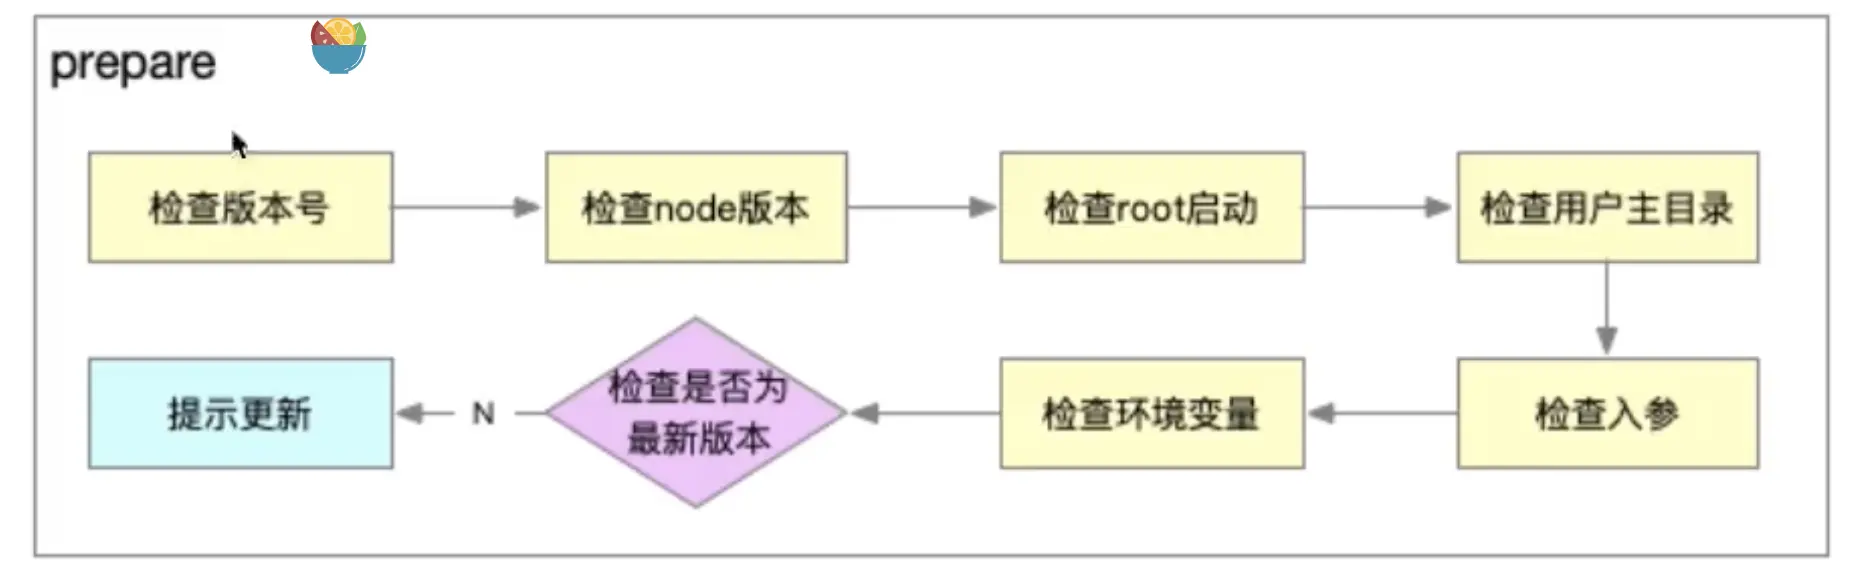 prepare
检查版本号
检查node版本
检查root启动
检查用户主目录
检查入参
检查环境变量
检查是否为
最新版本
N
提示更新